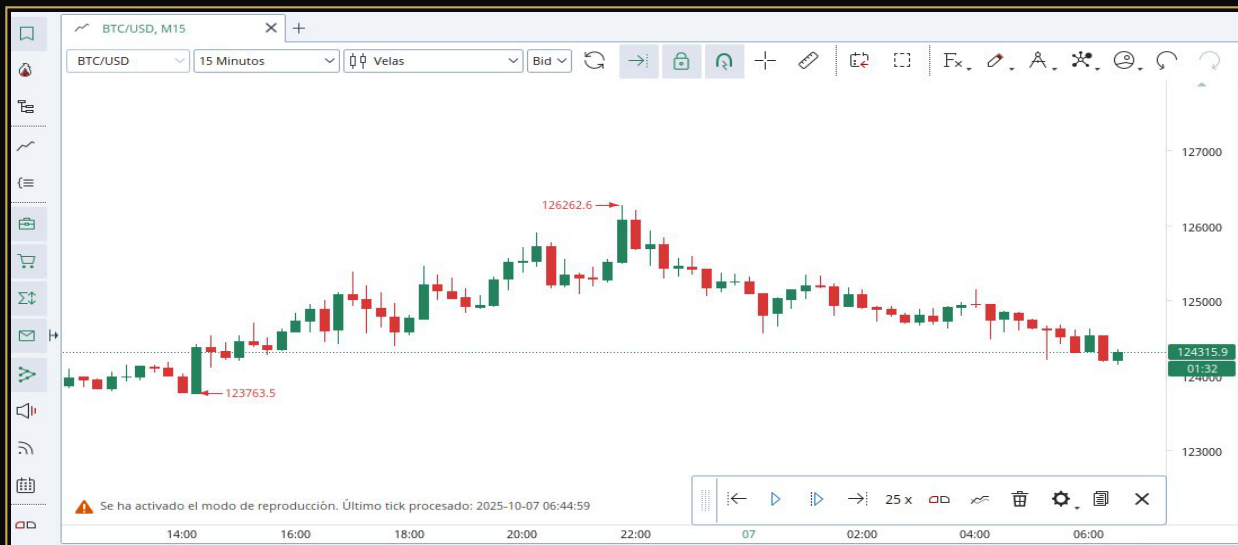 BTC/USD, M15
BTC/USD
15 Minutos
Velas
Bid
Fx
127000
126262.6
126000
125000
124315.9
01:32
124000
123763.5
123000
Se ha activado el modo de reproducción. Último tick procesado: 2025-10-07 06:44:59
25 x
14:00 16:00 18:00 20:00 22:00 07 02:00 04:00 06:00